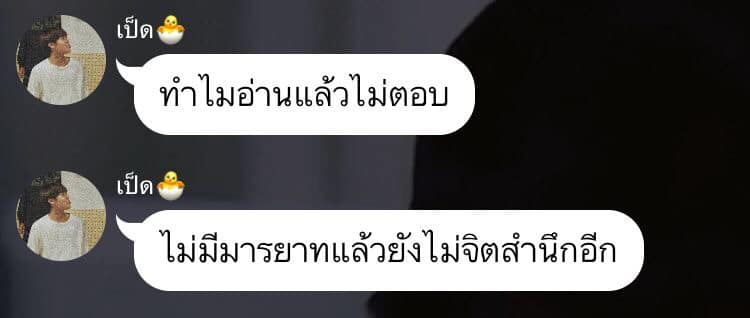 เป็ด🐣
ทำไมอ่านแล้วไม่ตอบ
เป็ด🐣
ไม่มีมารยาทแล้วยังไม่จิตสำนึกอีก